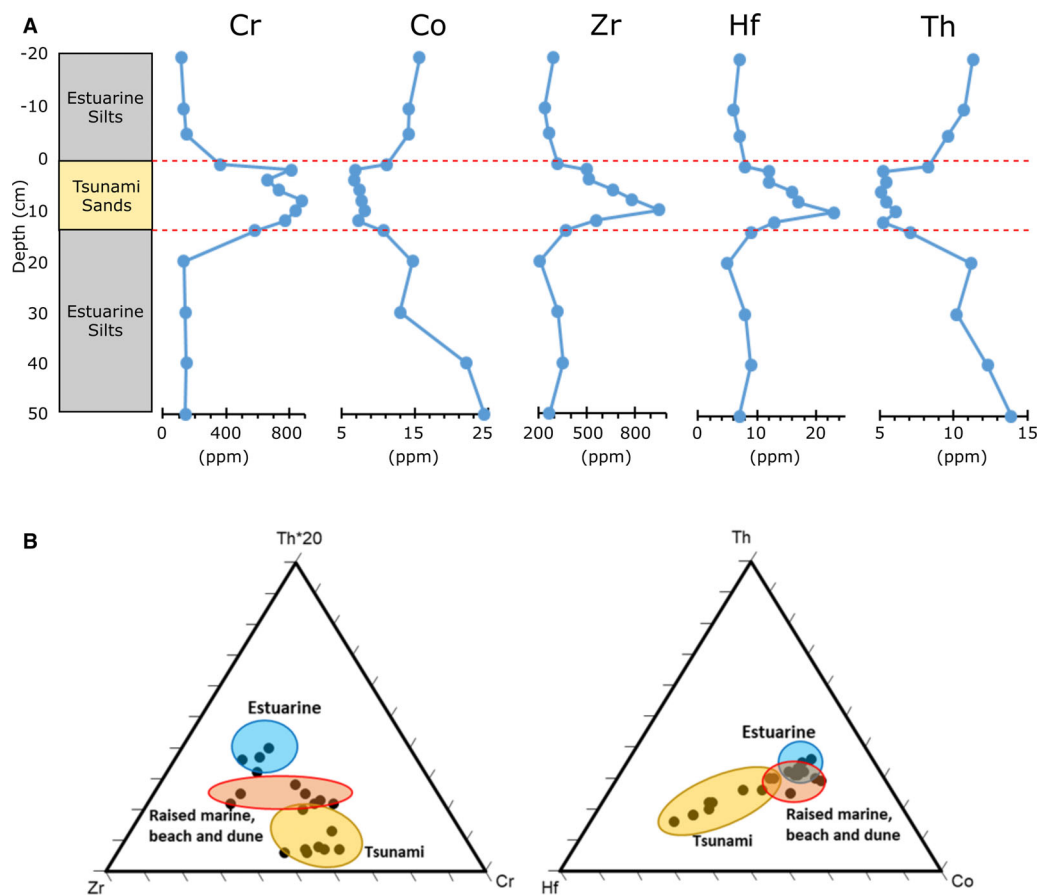 A
Cr Co Zr Hf Th
-20
-10
0
10
20
30
40
50
Depth (cm)
Estuarine
Silts
Tsunami
Sands
Estuarine
Silts
0 400 800
(ppm)
5 15 25
(ppm)
200 500 800
(ppm)
0 10 20
(ppm)
5 10 15
(ppm)
B
Th*20
Estuarine
Raised marine,
beach and dune
Tsunami
Zr
Cr
Th
Estuarine
Raised marine,
beach and dune
Tsunami
Hf
Co